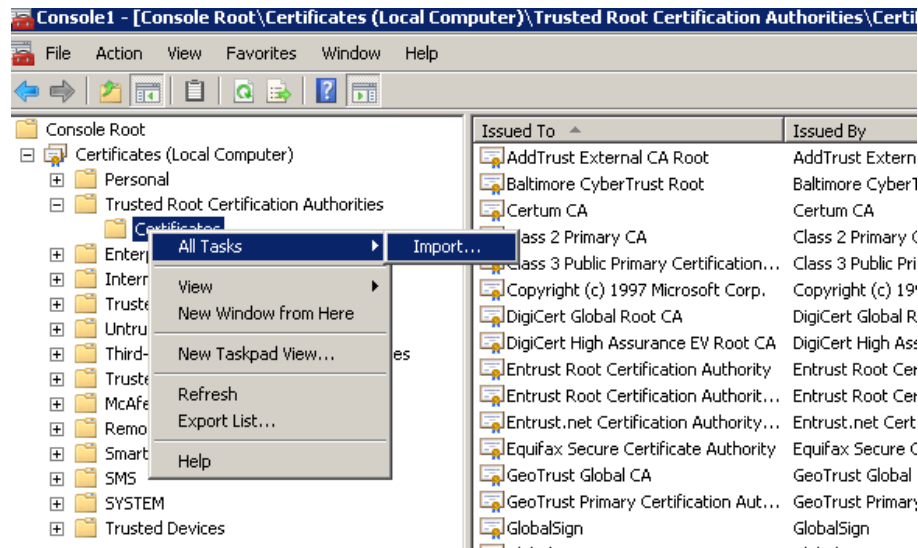 Console1 - [Console Root\Certificates (Local Computer)\Trusted Root Certification Authorities\Certi
File Action View Favorites Window Help
Console Root
Certificates (Local Computer)
Personal
Trusted Root Certification Authorities
Certificates
Enter
Intern
Truste
Untru
Third- es
Truste
McAfe
Remo
Smart
SMS
SYSTEM
Trusted Devices
All Tasks
Import...
View
New Window from Here
New Taskpad View...
Refresh
Export List...
Help
Issued To Issued By
AddTrust External CA Root AddTrust Extern
Baltimore CyberTrust Root Baltimore CyberT
Certum CA Certum CA
lass 2 Primary CA Class 2 Primary C
Class 3 Public Primary Certification... Class 3 Public Pri
Copyright (c) 1997 Microsoft Corp. Copyright (c) 19
DigiCert Global Root CA DigiCert Global R
DigiCert High Assurance EV Root CA DigiCert High Ass
Entrust Root Certification Authority Entrust Root Cer
Entrust Root Certification Authorit... Entrust Root Cer
Entrust.net Certification Authority... Entrust.net Cert
Equifax Secure Certificate Authority Equifax Secure C
GeoTrust Global CA GeoTrust Global
GeoTrust Primary Certification Aut... GeoTrust Primary
GlobalSign GlobalSign